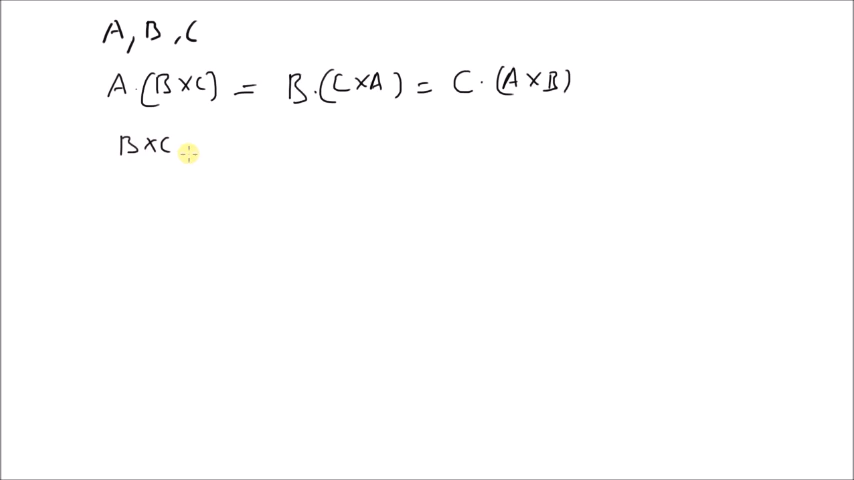 A, B, C
A · (B × C) = B · (C × A) = C · (A × B)
B × C